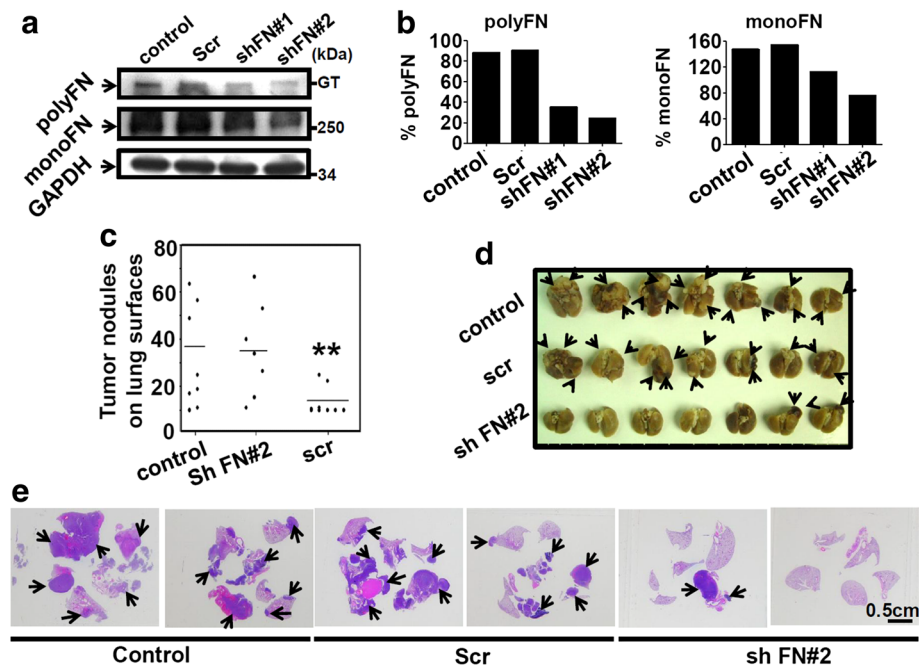 a
control Scr shFN#1 shFN#2
(kDa)
polyFN
GT
monoFN
250
GAPDH
34
b
polyFN
% polyFN
100
80
60
40
20
0
control Scr shFN#1 shFN#2
monoFN
% monoFN
160
120
80
40
0
control Scr shFN#1 shFN#2
c
Tumor nodules
on lung surfaces
80
60
40
20
0
**
control Sh FN#2 scr
d
control
scr
sh FN#2
e
0.5cm
Control Scr sh FN#2